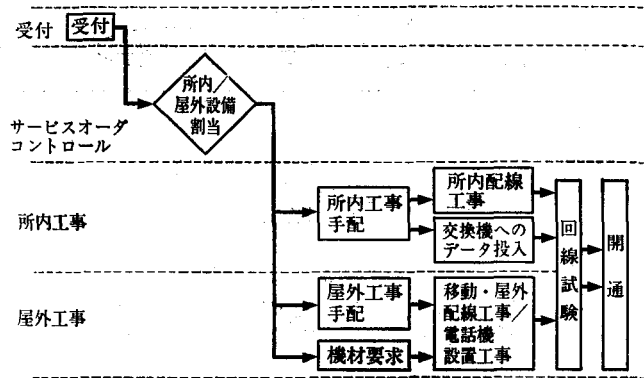 受付
受付
所内／
屋外設備
割当
サービスオーダ
コントロール
所内工事
所内工事
手配
所内配線
工事
交換機への
データ投入
回線試験
開通
屋外工事
屋外工事
手配
機材要求
移動・屋外
配線工事／
電話機
設置工事